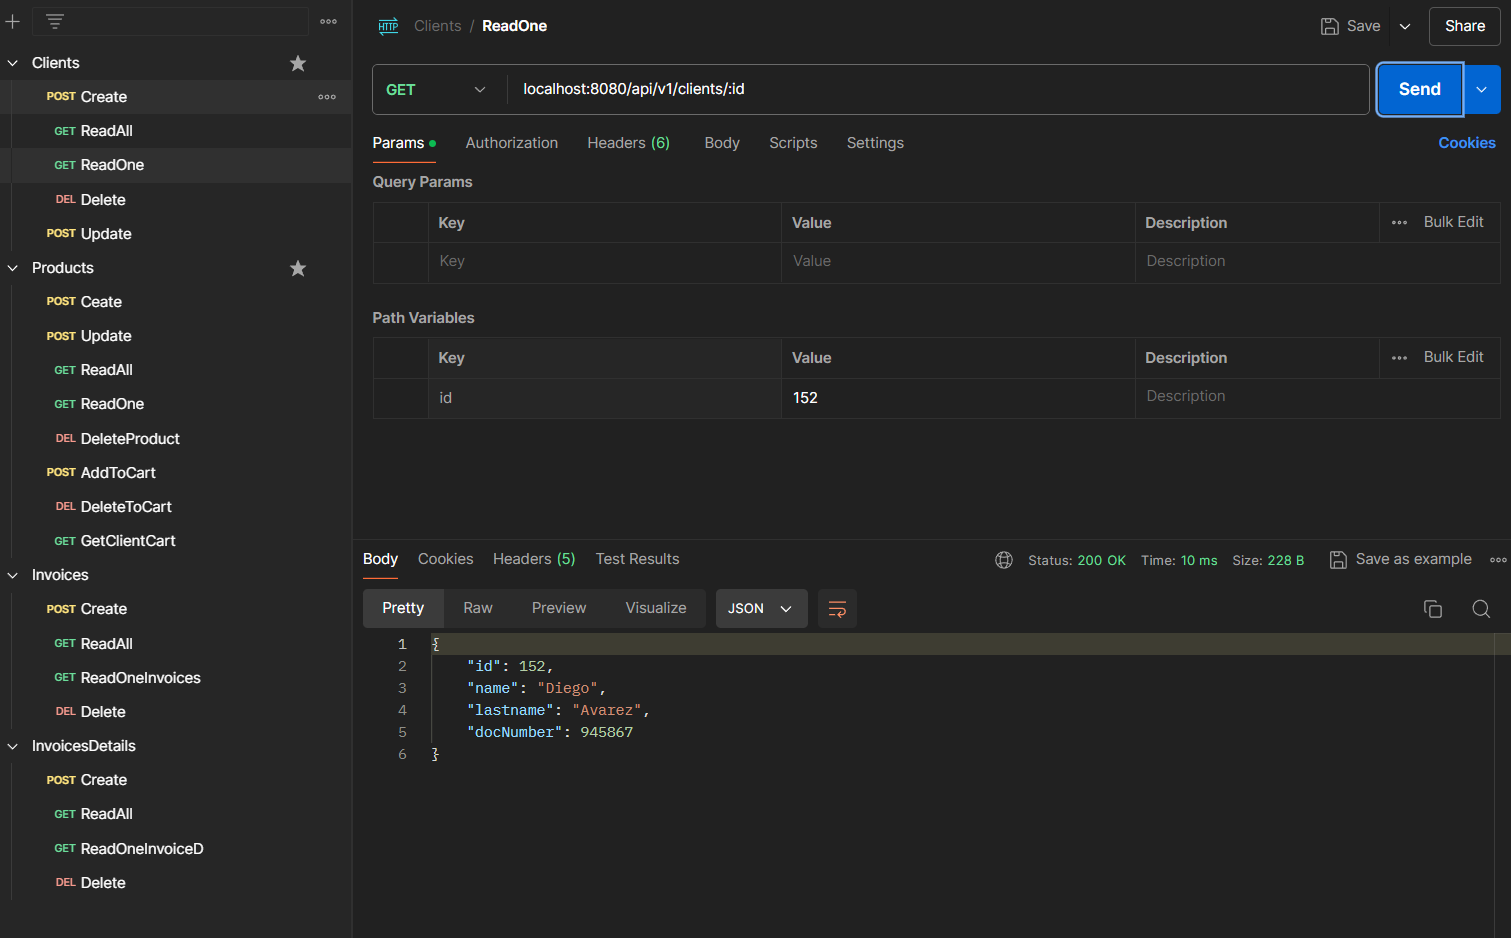 Clients
POST Create
GET ReadAll
GET ReadOne
DEL Delete
POST Update
Products
POST Ceate
POST Update
GET ReadAll
GET ReadOne
DEL DeleteProduct
POST AddToCart
DEL DeleteToCart
GET GetClientCart
Invoices
POST Create
GET ReadAll
GET ReadOneInvoices
DEL Delete
InvoicesDetails
POST Create
GET ReadAll
GET ReadOneInvoiceD
DEL Delete
HTTP Clients / ReadOne
Save
Share
GET localhost:8080/api/v1/clients/:id
Send
Params Authorization Headers (6) Body Scripts Settings Cookies
Query Params
Key Value Description Bulk Edit
Key Value Description
Path Variables
Key Value Description Bulk Edit
id 152 Description
Body Cookies Headers (5) Test Results Status: 200 OK Time: 10 ms Size: 228 B Save as example
Pretty Raw Preview Visualize JSON
1 {
2 "id": 152,
3 "name": "Diego",
4 "lastname": "Avarez",
5 "docNumber": 945867
6 }